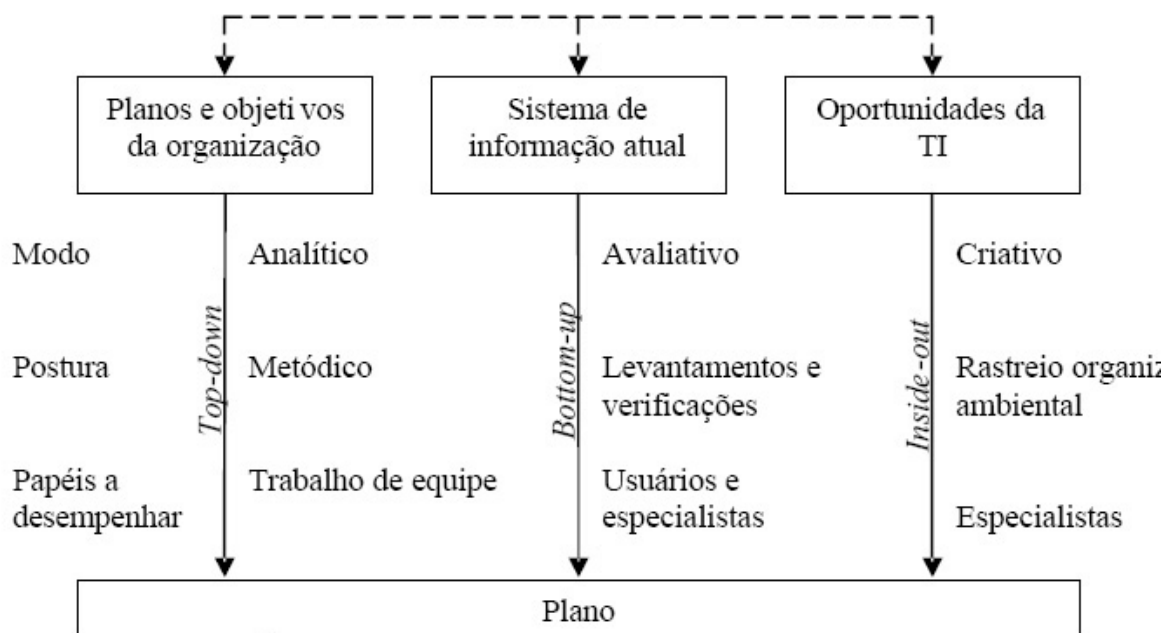 Planos e objeti vos
da organização
Sistema de
informação atual
Oportunidades da
TI
Modo
Analítico
Avaliativo
Criativo
Top-down
Bottom-up
Inside-out
Postura
Metódico
Levantamentos e
verificações
Rastreio
ambiental
Papéis a
desempenhar
Trabalho de equipe
Usuários e
especialistas
Especialistas
Plano